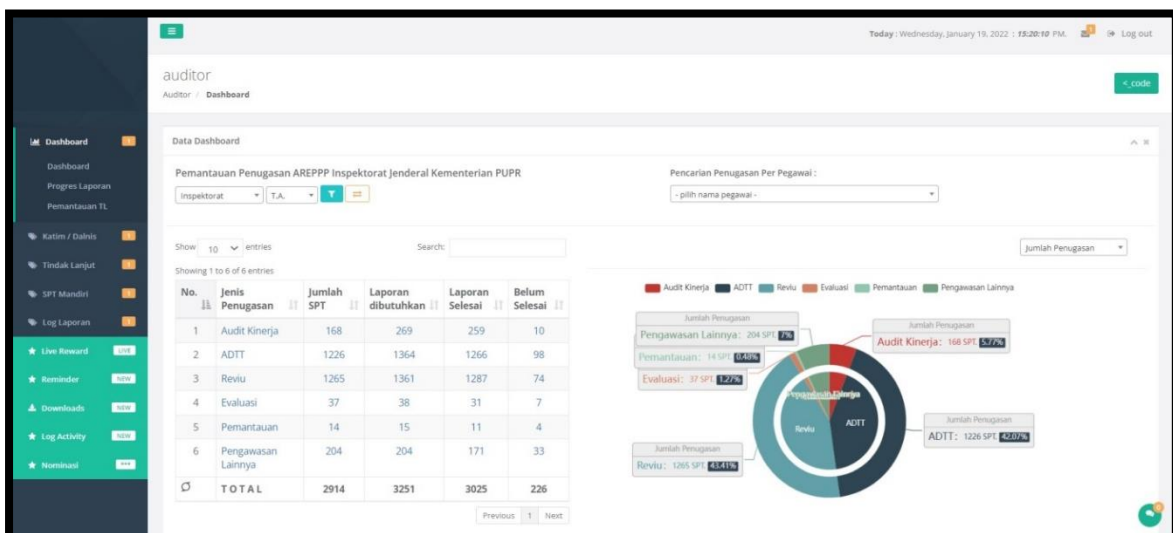 Today : Wednesday, January 19, 2022 : 15:20:10 PM.
1
Log out
auditor
Auditor / Dashboard
<_code
Dashboard 1
Dashboard
Progres Laporan
Pemantauan TL
Katim / Dalnis 1
Tindak Lanjut 1
SPT Mandiri 1
Log Laporan 1
Live Reward LIVE
Reminder NEW
Downloads NEW
Log Activity NEW
Nominasi ***
Data Dashboard
Pemantauan Penugasan AREPPP Inspektorat Jenderal Kementerian PUPR
Inspektorat T.A.
Pencarian Penugasan Per Pegawai :
- pilih nama pegawai -
Show 10 entries Search:
Showing 1 to 6 of 6 entries
No. Jenis Penugasan Jumlah SPT Laporan dibutuhkan Laporan Selesai Belum Selesai
1 Audit Kinerja 168 269 259 10
2 ADTT 1226 1364 1266 98
3 Reviu 1265 1361 1287 74
4 Evaluasi 37 38 31 7
5 Pemantauan 14 15 11 4
6 Pengawasan Lainnya 204 204 171 33
T O T A L 2914 3251 3025 226
Previous 1 Next
Jumlah Penugasan
Audit Kinerja ADTT Reviu Evaluasi Pemantauan Pengawasan Lainnya
Jumlah Penugasan
Pengawasan Lainnya: 204 SPT. 7%
Pemantauan: 14 SPT. 0.48%
Evaluasi: 37 SPT. 1.27%
Jumlah Penugasan
Audit Kinerja: 168 SPT. 5.77%
Jumlah Penugasan
ADTT: 1226 SPT. 42.07%
Jumlah Penugasan
Reviu: 1265 SPT. 43.41%
Reviu
ADTT
0